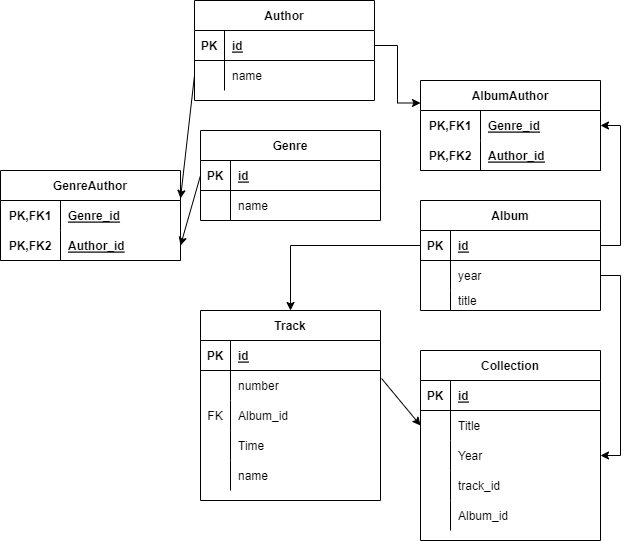 Author
PK id
name
AlbumAuthor
PK,FK1 Genre_id
PK,FK2 Author_id
Genre
PK id
name
GenreAuthor
PK,FK1 Genre_id
PK,FK2 Author_id
Album
PK id
year
title
Track
PK id
number
FK Album_id
Time
name
Collection
PK id
Title
Year
track_id
Album_id